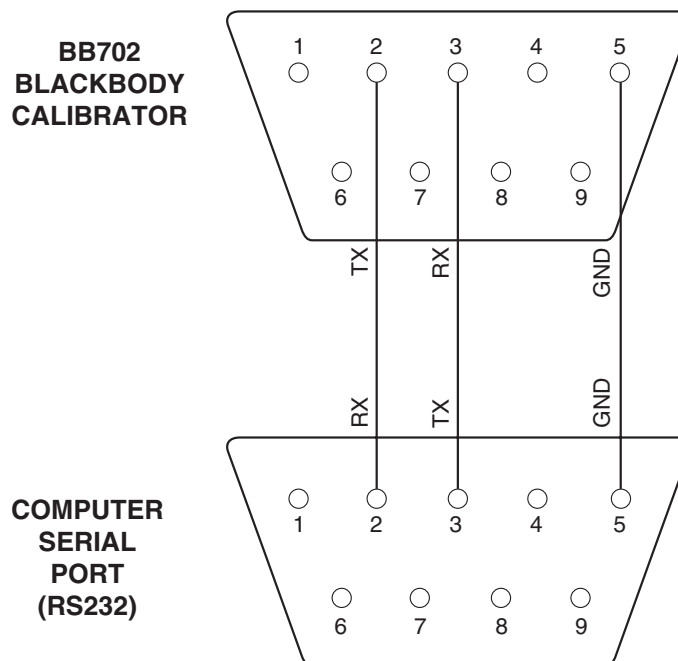 BB702
BLACKBODY
CALIBRATOR
1 2 3 4 5
6 7 8 9
TX RX GND
RX TX GND
COMPUTER
SERIAL
PORT
(RS232)
1 2 3 4 5
6 7 8 9